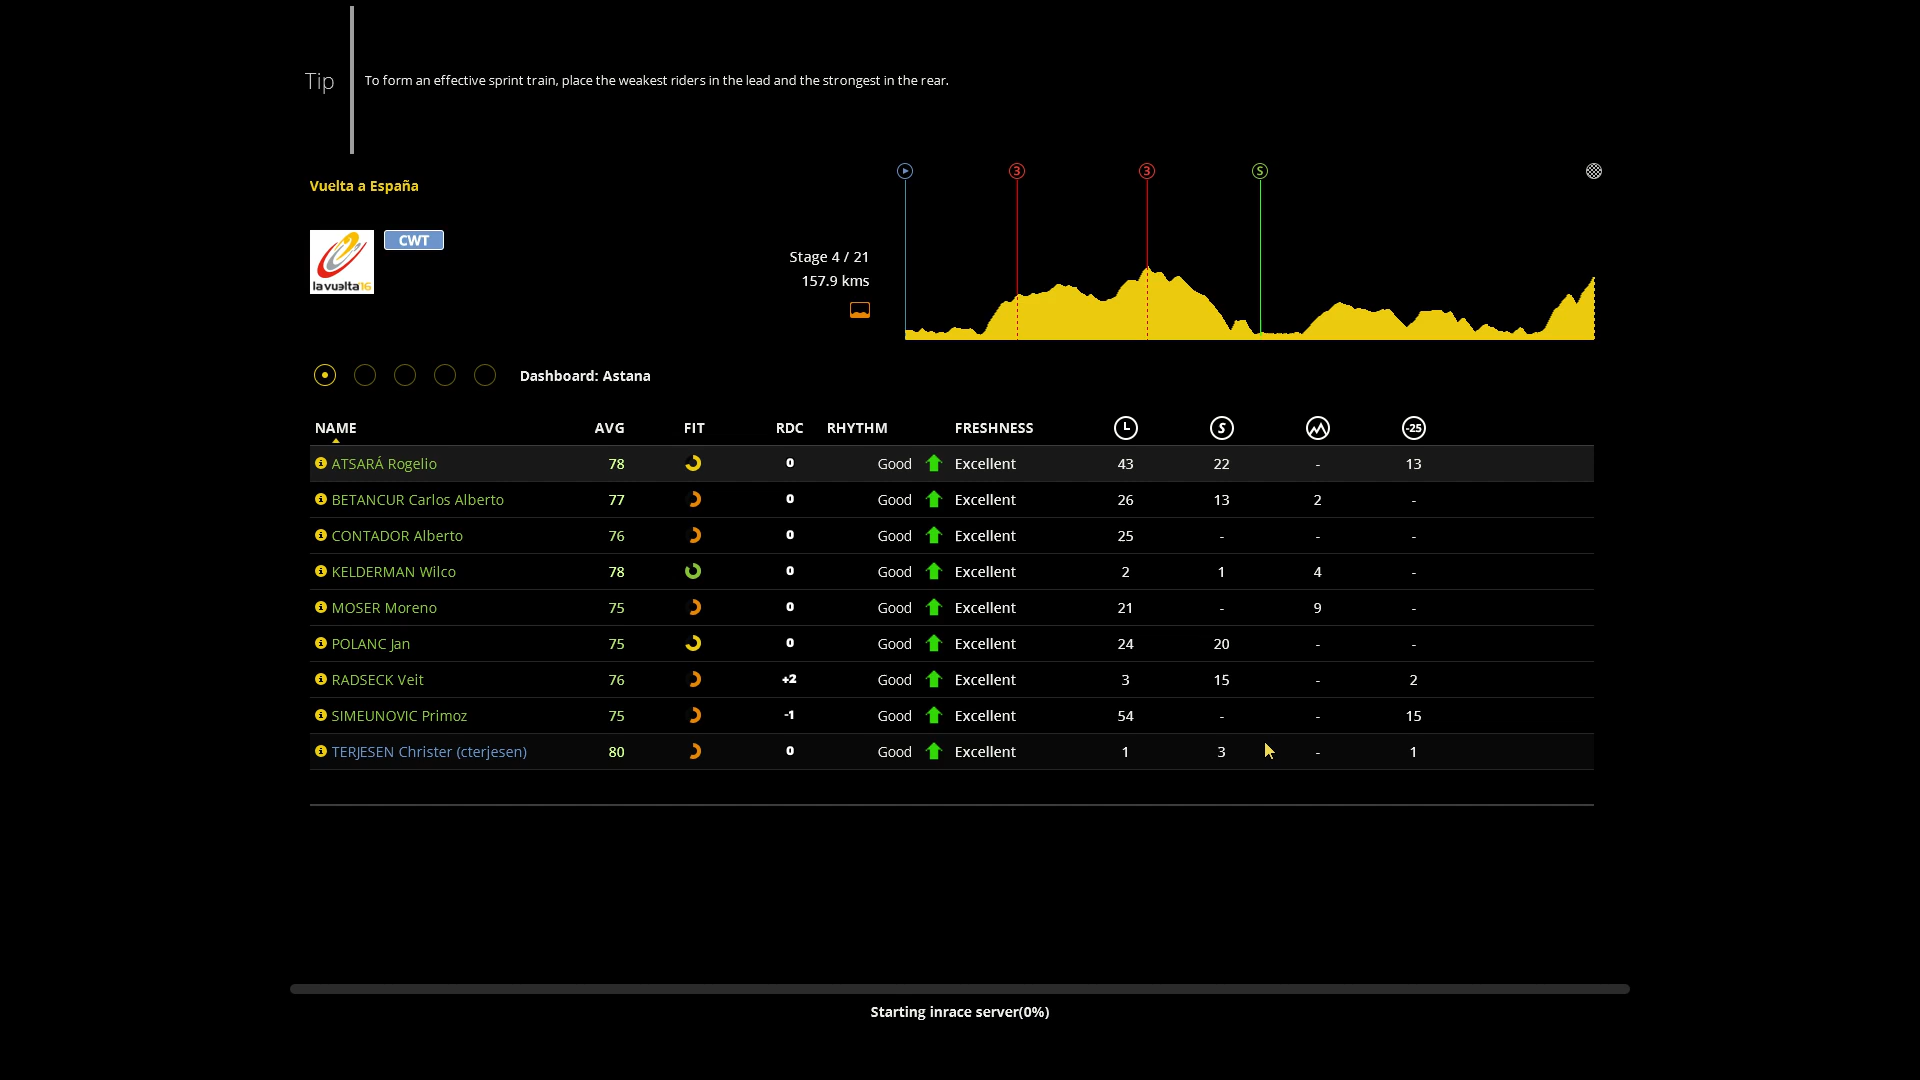 Tip
To form an effective sprint train, place the weakest riders in the lead and the strongest in the rear.
Vuelta a España
lavuelta16
CWT
Stage 4 / 21
157.9 kms
3 3 S
Dashboard: Astana
NAME AVG FIT RDC RHYTHM FRESHNESS S -25
ATSARÁ Rogelio 78 0 Good Excellent 43 22 - 13
BETANCUR Carlos Alberto 77 0 Good Excellent 26 13 2 -
CONTADOR Alberto 76 0 Good Excellent 25 - - -
KELDERMAN Wilco 78 0 Good Excellent 2 1 4 -
MOSER Moreno 75 0 Good Excellent 21 - 9 -
POLANC Jan 75 0 Good Excellent 24 20 - -
RADSECK Veit 76 +2 Good Excellent 3 15 - 2
SIMEUNOVIC Primoz 75 -1 Good Excellent 54 - - 15
TERJESEN Christer (cterjesen) 80 0 Good Excellent 1 3 - 1
Starting inrace server(0%)